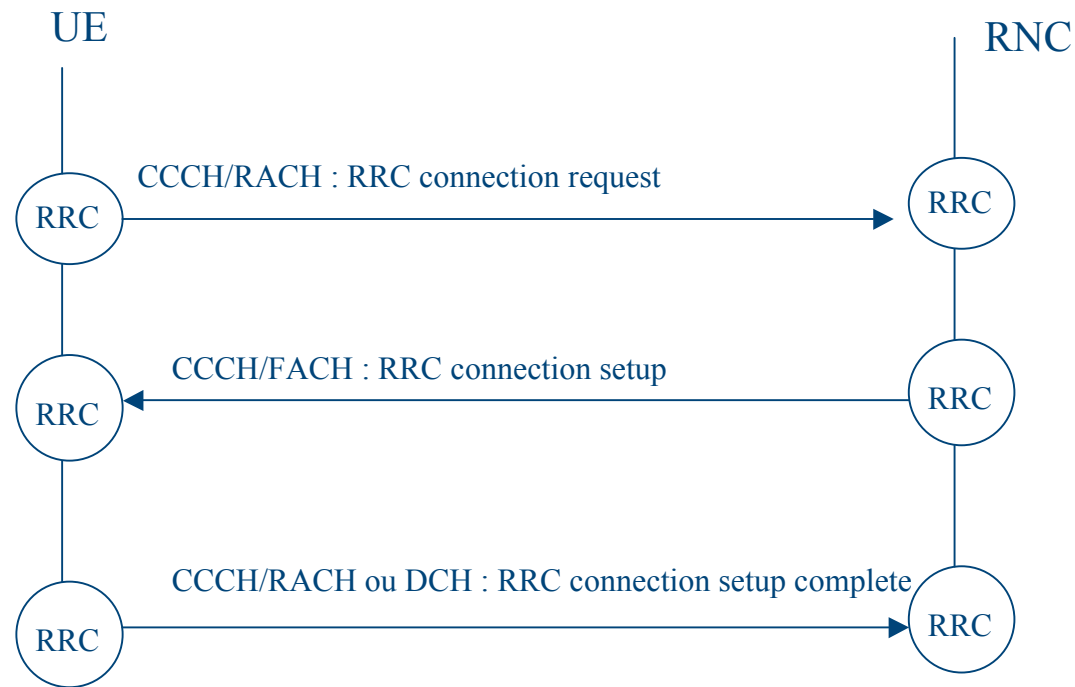 UE
RNC
CCCH/RACH : RRC connection request
RRC
RRC
CCCH/FACH : RRC connection setup
RRC
RRC
CCCH/RACH ou DCH : RRC connection setup complete
RRC
RRC